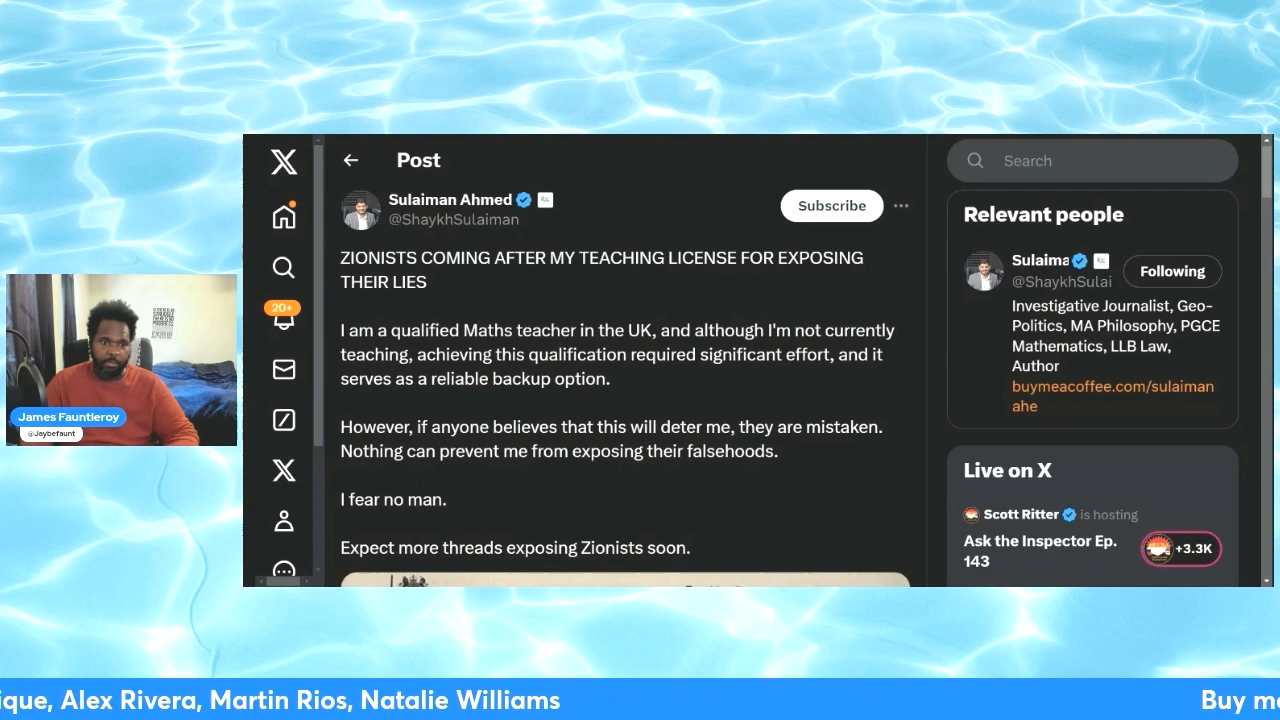 Post
Search
Sulaiman Ahmed
@ShaykhSulaiman
Subscribe
ZIONISTS COMING AFTER MY TEACHING LICENSE FOR EXPOSING
THEIR LIES
I am a qualified Maths teacher in the UK, and although I'm not currently
teaching, achieving this qualification required significant effort, and it
serves as a reliable backup option.
However, if anyone believes that this will deter me, they are mistaken.
Nothing can prevent me from exposing their falsehoods.
I fear no man.
Expect more threads exposing Zionists soon.
20+
Relevant people
Sulaima
@ShaykhSulai
Following
Investigative Journalist, Geo-
Politics, MA Philosophy, PGCE
Mathematics, LLB Law,
Author
buymeacoffee.com/sulaiman
ahe
Live on X
Scott Ritter is hosting
Ask the Inspector Ep.
143
+3.3K
James Fauntleroy
@Jaybefaunt
ique, Alex Rivera, Martin Rios, Natalie Williams
Buy m